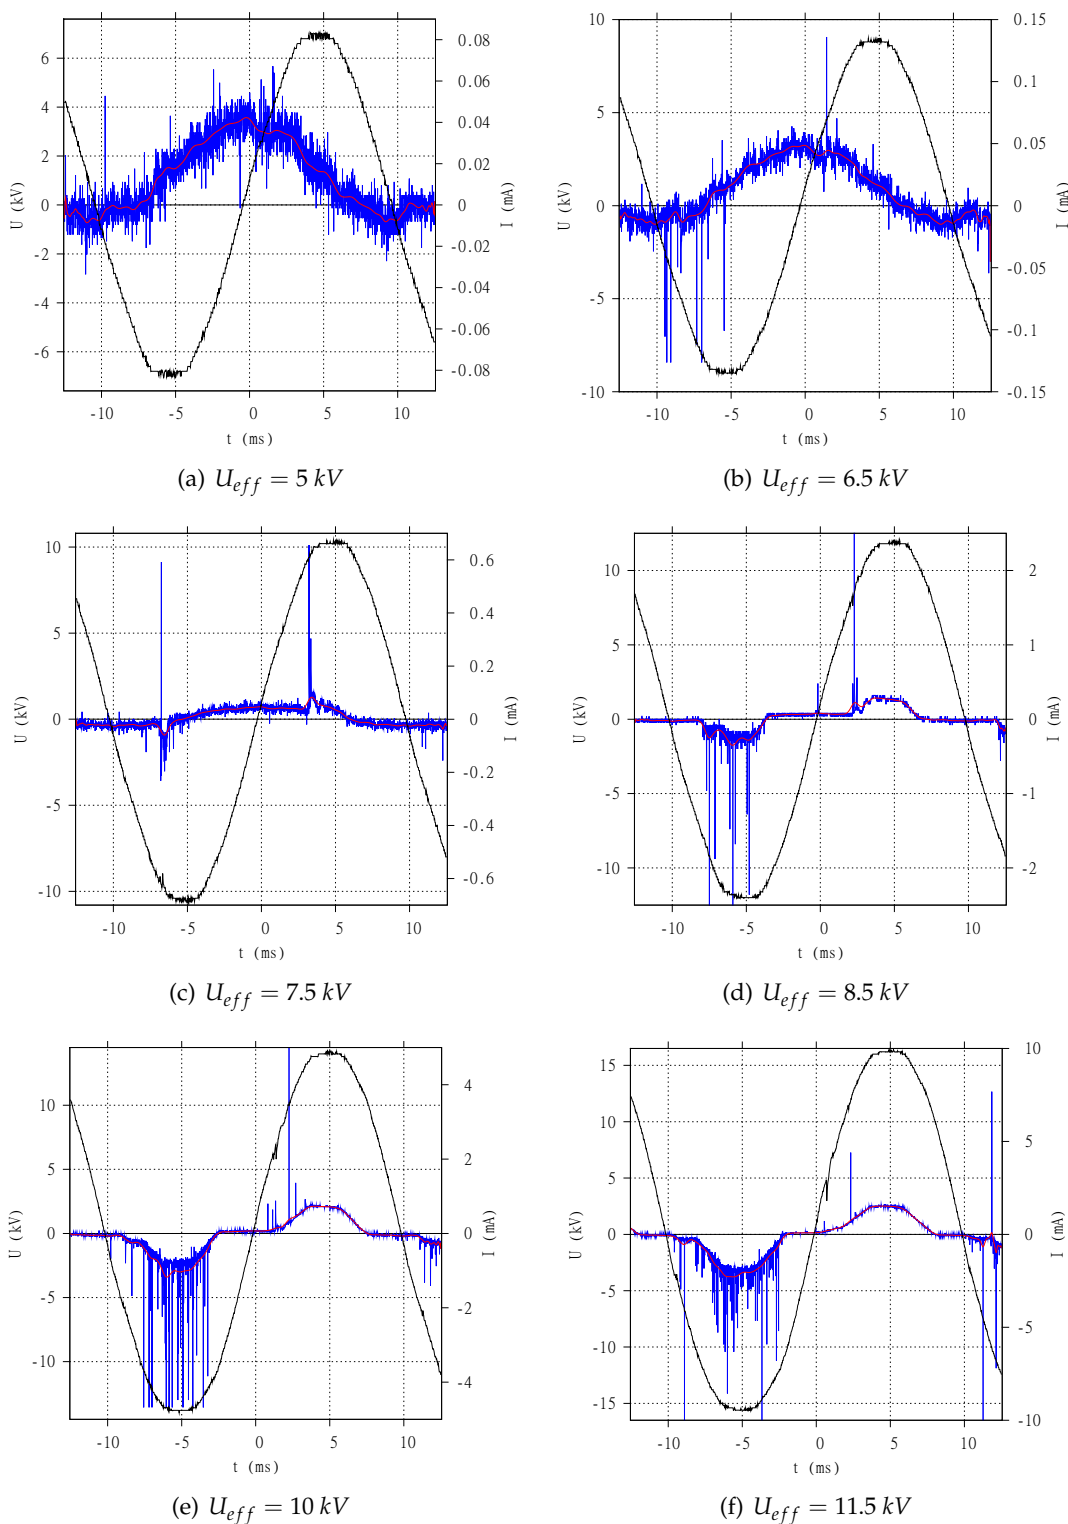 6
4
2
0
-2
-4
-6
U (kV)
0.08
0.06
0.04
0.02
0
-0.02
-0.04
-0.06
-0.08
I (mA)
-10 -5 0 5 10
t (ms)
(a) U_eff = 5 kV
10
5
0
-5
-10
U (kV)
0.15
0.1
0.05
0
-0.05
-0.1
-0.15
I (mA)
-10 -5 0 5 10
t (ms)
(b) U_eff = 6.5 kV
10
5
0
-5
-10
U (kV)
0.6
0.4
0.2
0
-0.2
-0.4
-0.6
I (mA)
-10 -5 0 5 10
t (ms)
(c) U_eff = 7.5 kV
10
5
0
-5
-10
U (kV)
2
1
0
-1
-2
I (mA)
-10 -5 0 5 10
t (ms)
(d) U_eff = 8.5 kV
10
5
0
-5
-10
U (kV)
4
2
0
-2
-4
I (mA)
-10 -5 0 5 10
t (ms)
(e) U_eff = 10 kV
15
10
5
0
-5
-10
-15
U (kV)
10
5
0
-5
-10
I (mA)
-10 -5 0 5 10
t (ms)
(f) U_eff = 11.5 kV